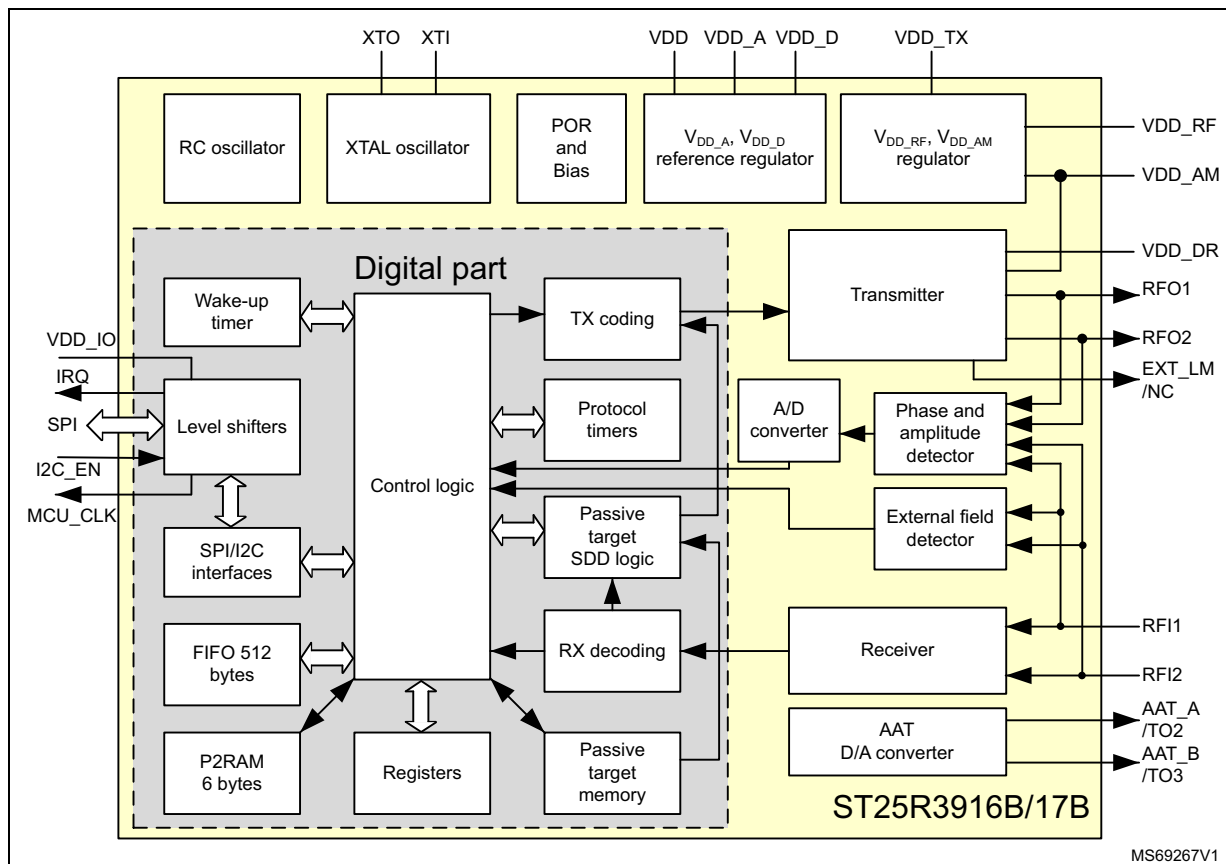 XTO
XTI
VDD
VDD_A
VDD_D
VDD_TX
RC oscillator
XTAL oscillator
POR
and
Bias
VDD_A, VDD_D
reference regulator
VDD_RF, VDD_AM
regulator
VDD_RF
VDD_AM
VDD_DR
RFO1
RFO2
EXT_LM
/NC
Digital part
Wake-up
timer
TX coding
Transmitter
VDD_IO
IRQ
SPI
I2C_EN
MCU_CLK
Level shifters
Control logic
Protocol
timers
A/D
converter
Phase and
amplitude
detector
SPI/I2C
interfaces
Passive
target
SDD logic
External field
detector
FIFO 512
bytes
RX decoding
Receiver
RFI1
RFI2
P2RAM
6 bytes
Registers
Passive
target
memory
AAT
D/A converter
AAT_A
/TO2
AAT_B
/TO3
ST25R3916B/17B
MS69267V1